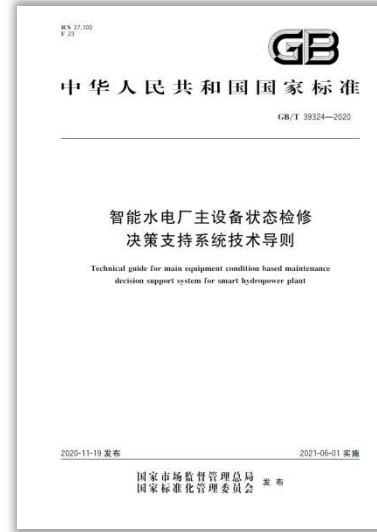 ICS 27.100
F 23
GB
中华人民共和国国家标准
GB/T 39324—2020
智能水电厂主设备状态检修
决策支持系统技术导则
Technical guide for main equipment condition based maintenance
decision support system for smart hydropower plant
2020-11-19 发布
2021-06-01 实施
国家市场监督管理总局
国家标准化管理委员会
发布